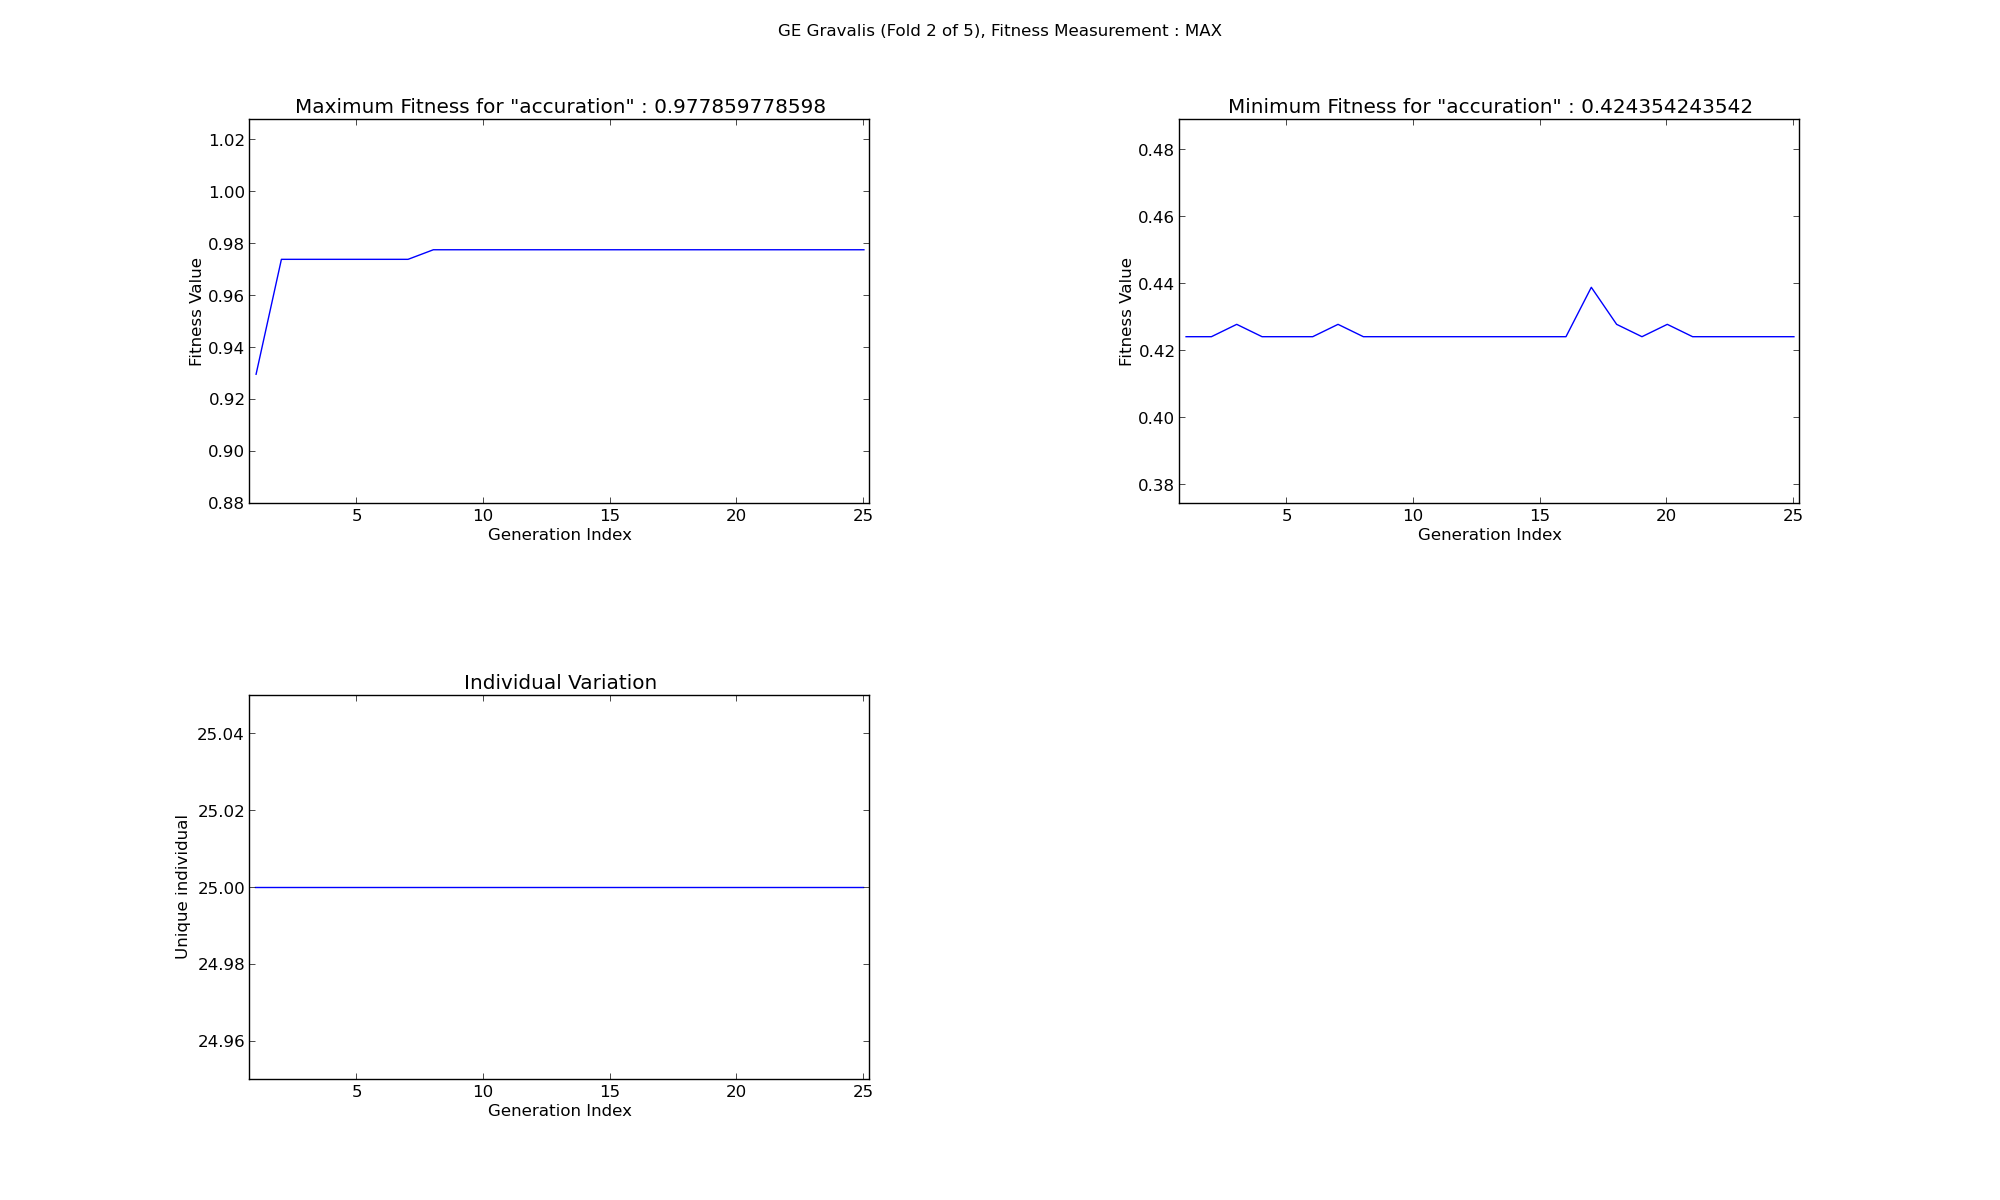 GE Gravalis (Fold 2 of 5), Fitness Measurement : MAX
Maximum Fitness for "accuration" : 0.977859778598
1.02
1.00
0.98
0.96
0.94
0.92
0.90
0.88
Fitness Value
5 10 15 20 25
Generation Index
Minimum Fitness for "accuration" : 0.424354243542
0.48
0.46
0.44
0.42
0.40
0.38
Fitness Value
5 10 15 20 25
Generation Index
Individual Variation
25.04
25.02
25.00
24.98
24.96
Unique individual
5 10 15 20 25
Generation Index